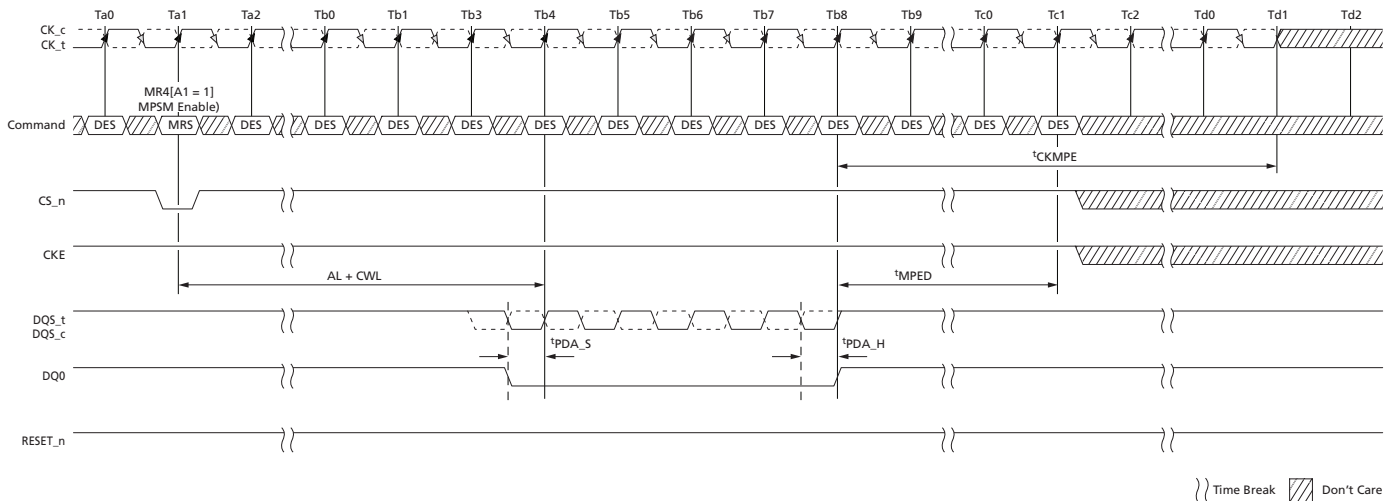 Ta0 Ta1 Ta2 Tb0 Tb1 Tb3 Tb4 Tb5 Tb6 Tb7 Tb8 Tb9 Tc0 Tc1 Tc2 Td0 Td1 Td2
CK_c
CK_t
MR4[A1 = 1]
MPSM Enable)
Command DES MRS DES DES DES DES DES DES DES DES DES DES DES DES
tCKMPE
CS_n
CKE
AL + CWL tMPED
DQS_t
DQS_c
tPDA_S tPDA_H
DQ0
RESET_n
Time Break Don't Care